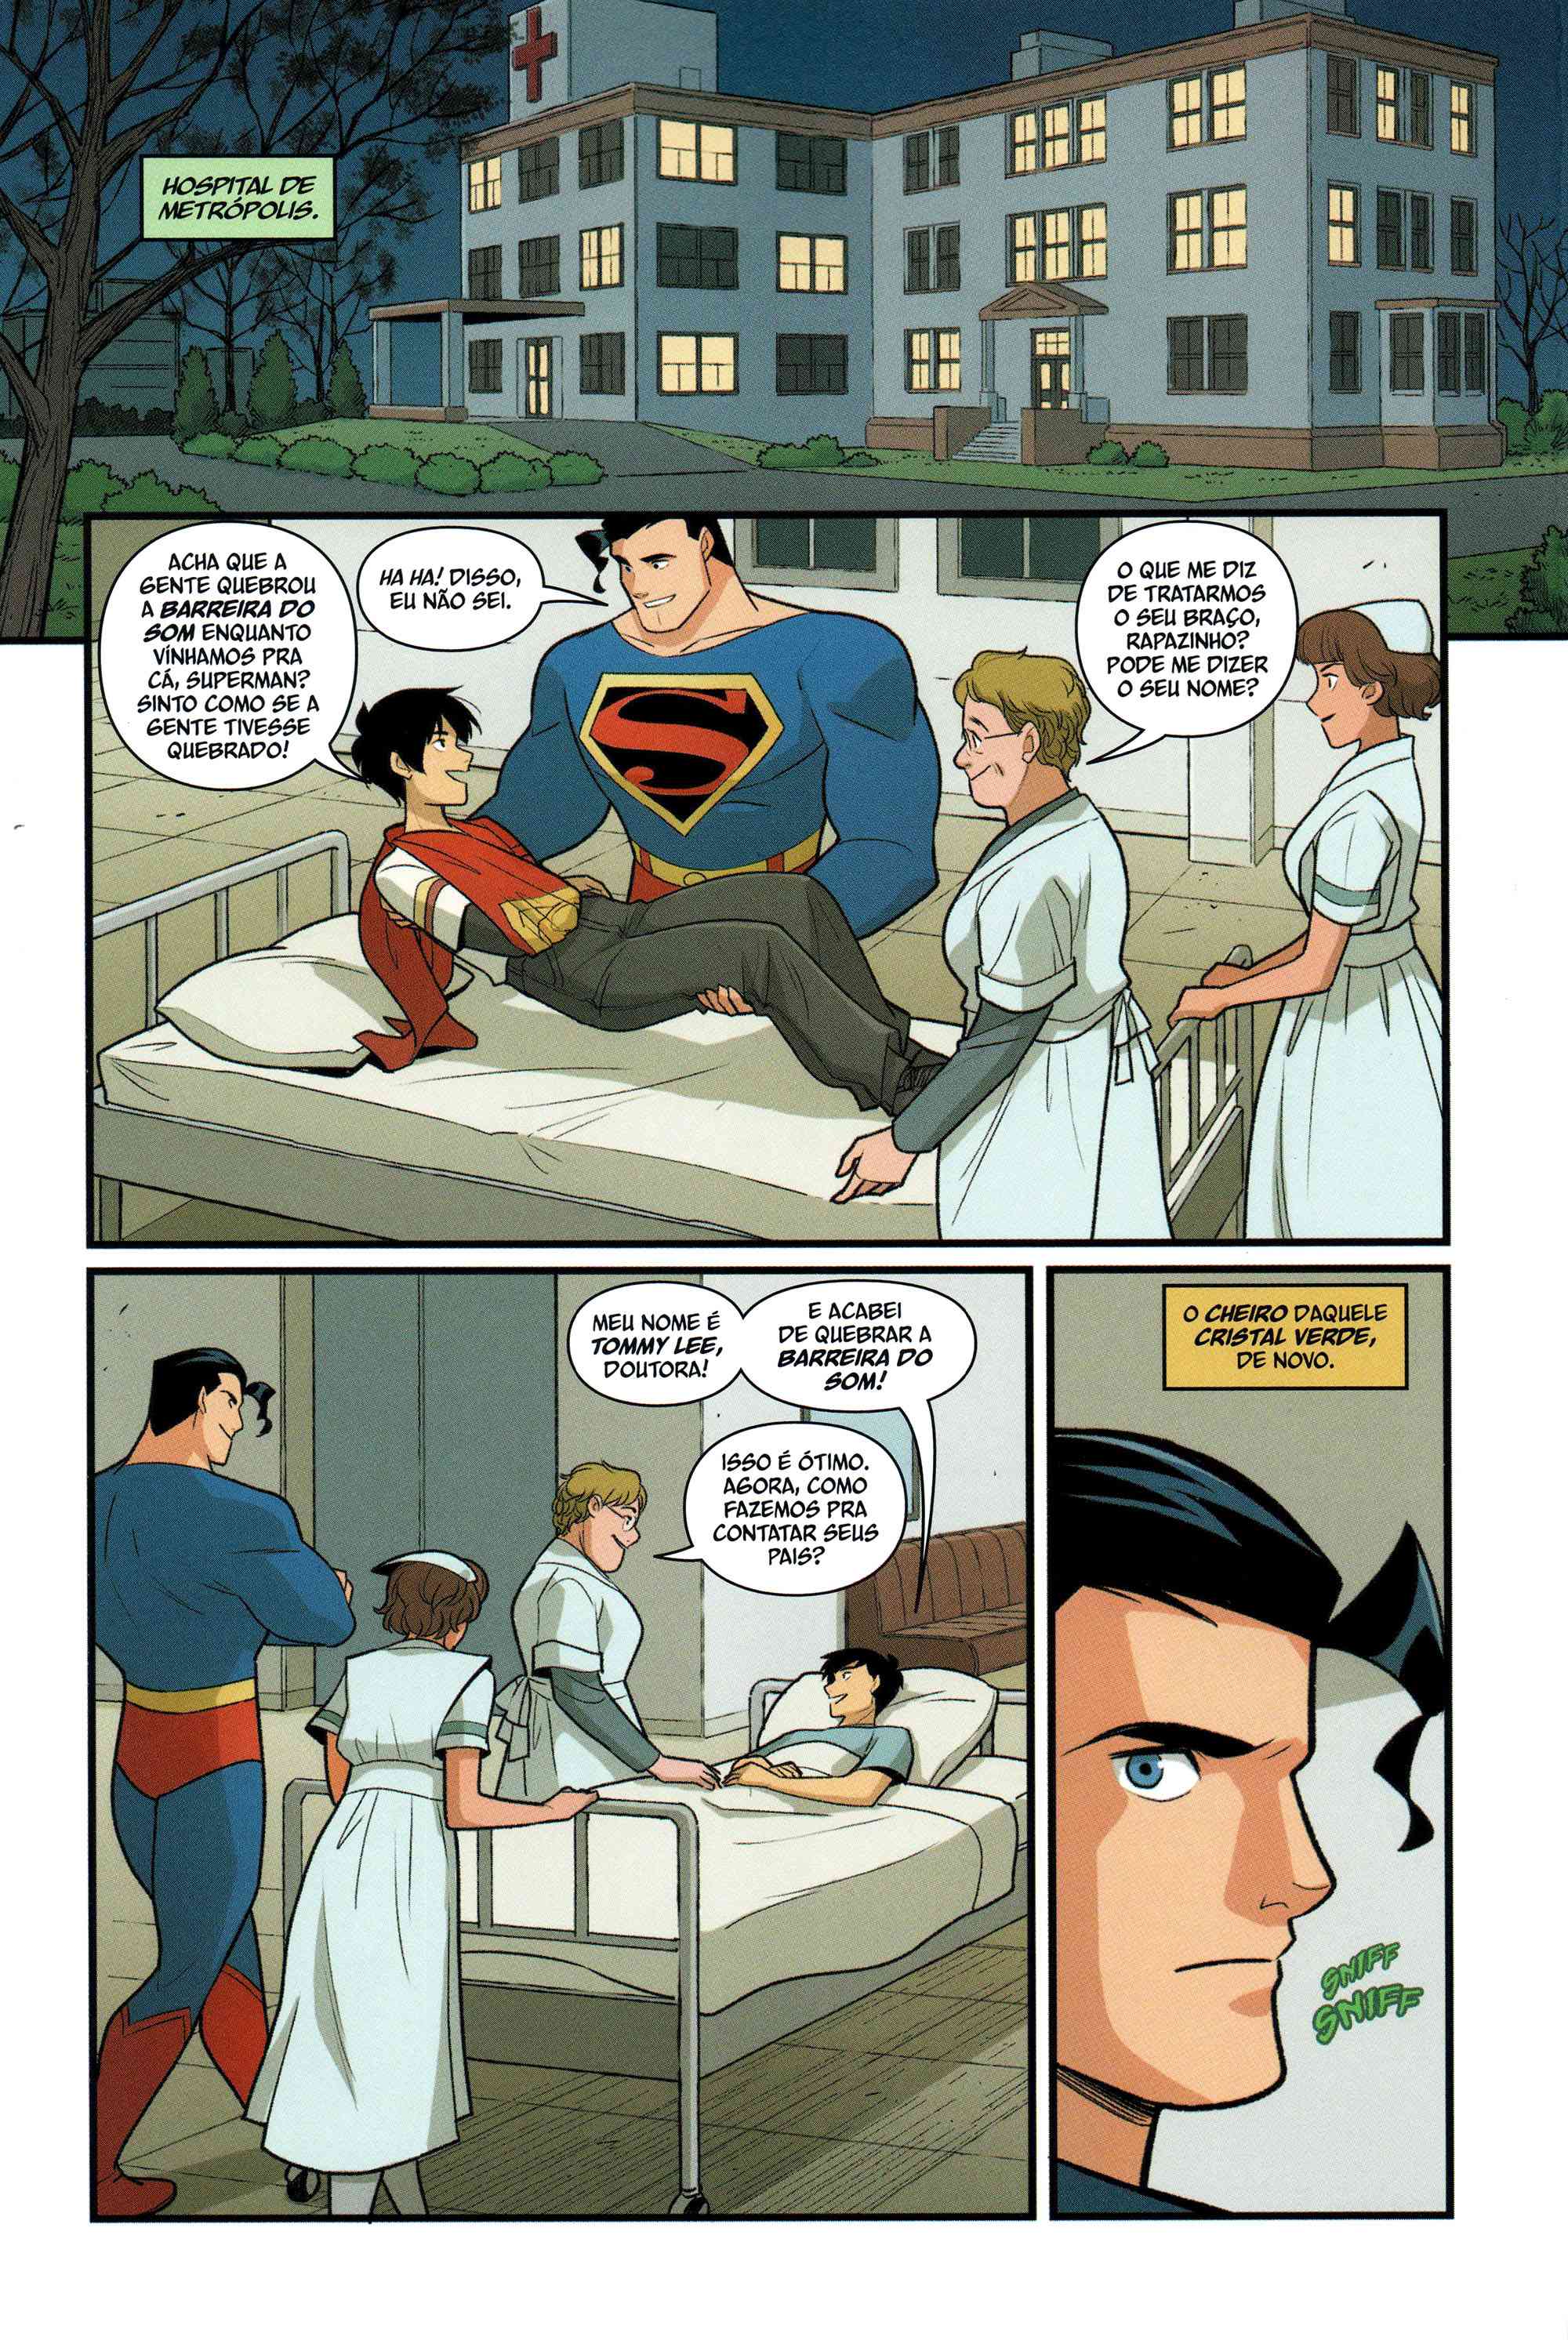 HOSPITAL DE
METRÓPOLIS.
ACHA QUE A
GENTE QUEBROU
A BARREIRA DO
SOM ENQUANTO
VÍNHAMOS PRA
CÁ, SUPERMAN?
SINTO COMO SE A
GENTE TIVESSE
QUEBRADO!
HA HA! DISSO,
EU NÃO SEI.
O QUE ME DIZ
DE TRATARMOS
O SEU BRAÇO,
RAPAZINHO?
PODE ME DIZER
O SEU NOME?
MEU NOME É
TOMMY LEE,
DOUTORA!
E ACABEI
DE QUEBRAR A
BARREIRA DO
SOM!
ISSO É ÓTIMO.
AGORA, COMO
FAZEMOS PRA
CONTATAR SEUS
PAIS?
O CHEIRO DAQUELE
CRISTAL VERDE,
DE NOVO.
SNIFF
SNIFF